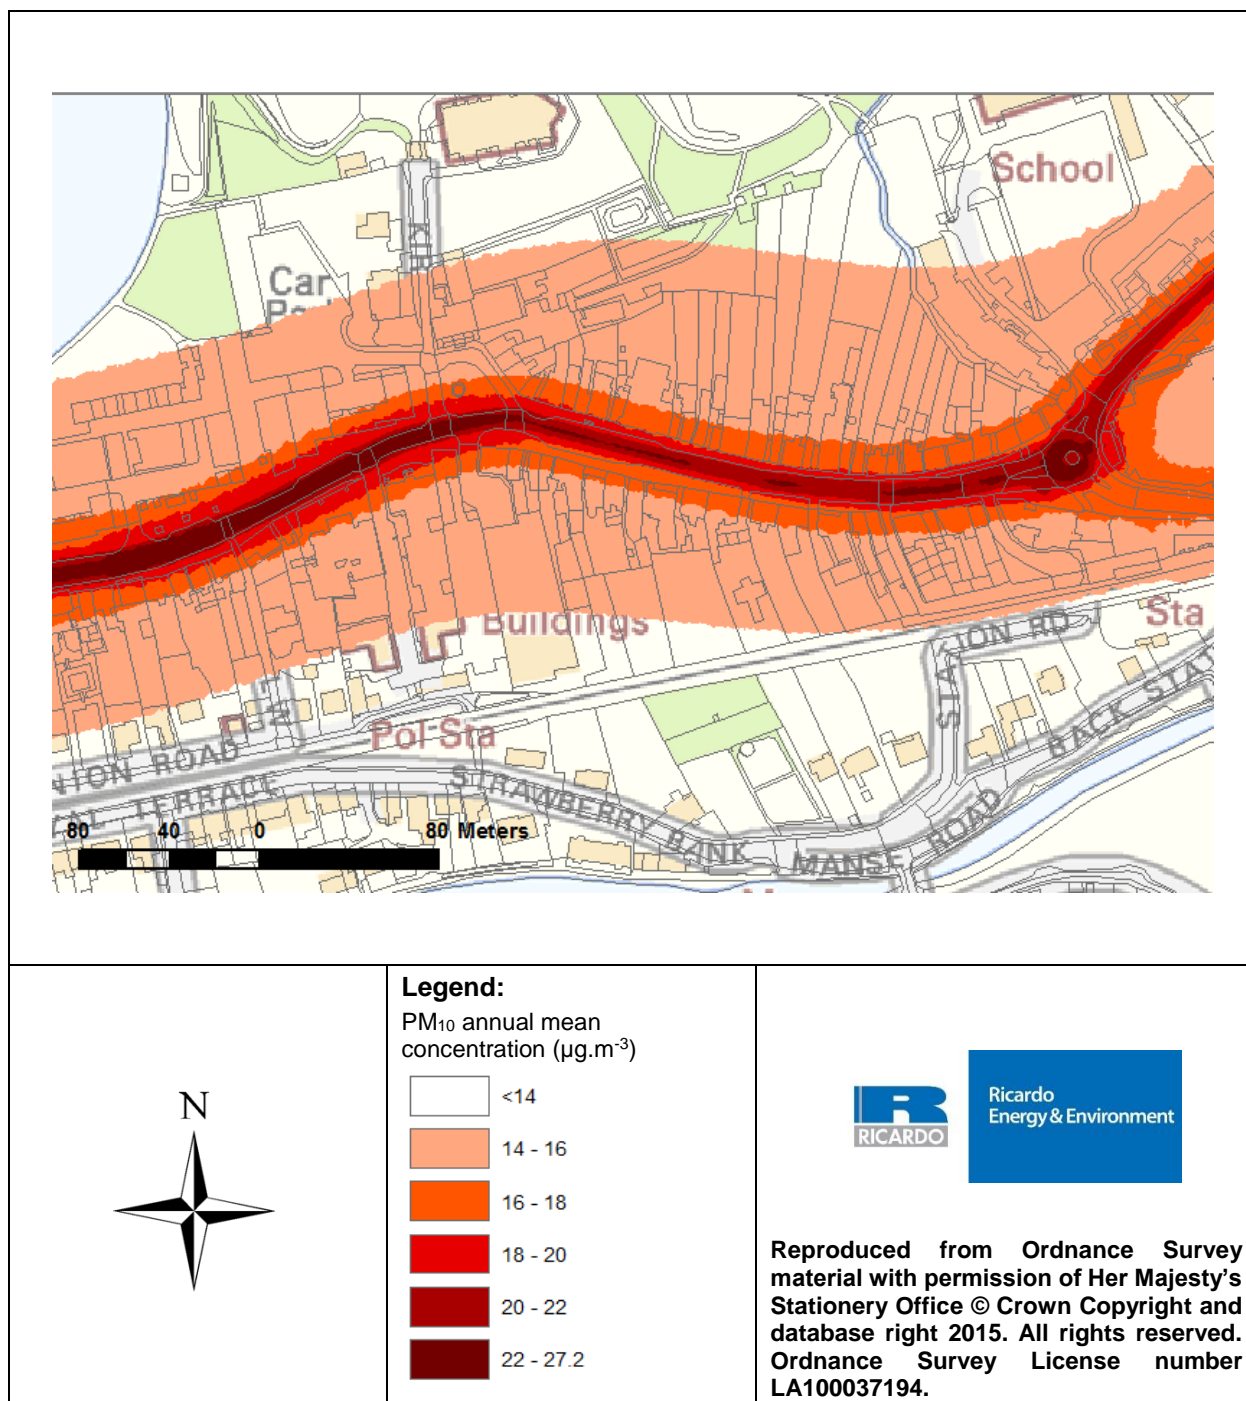 School
Car
Buildings
STATION RD
Sta
Pol Sta
TERRACE
STRAWBERRY BANK
MANSE ROAD
BACK
80 40 0 80 Meters
N
Legend:
PM₁₀ annual mean
concentration (µg.m⁻³)
<14
14 - 16
16 - 18
18 - 20
20 - 22
22 - 27.2
RICARDO
Ricardo
Energy & Environment
Reproduced from Ordnance Survey
material with permission of Her Majesty's
Stationery Office © Crown Copyright and
database right 2015. All rights reserved.
Ordnance Survey License number
LA100037194.